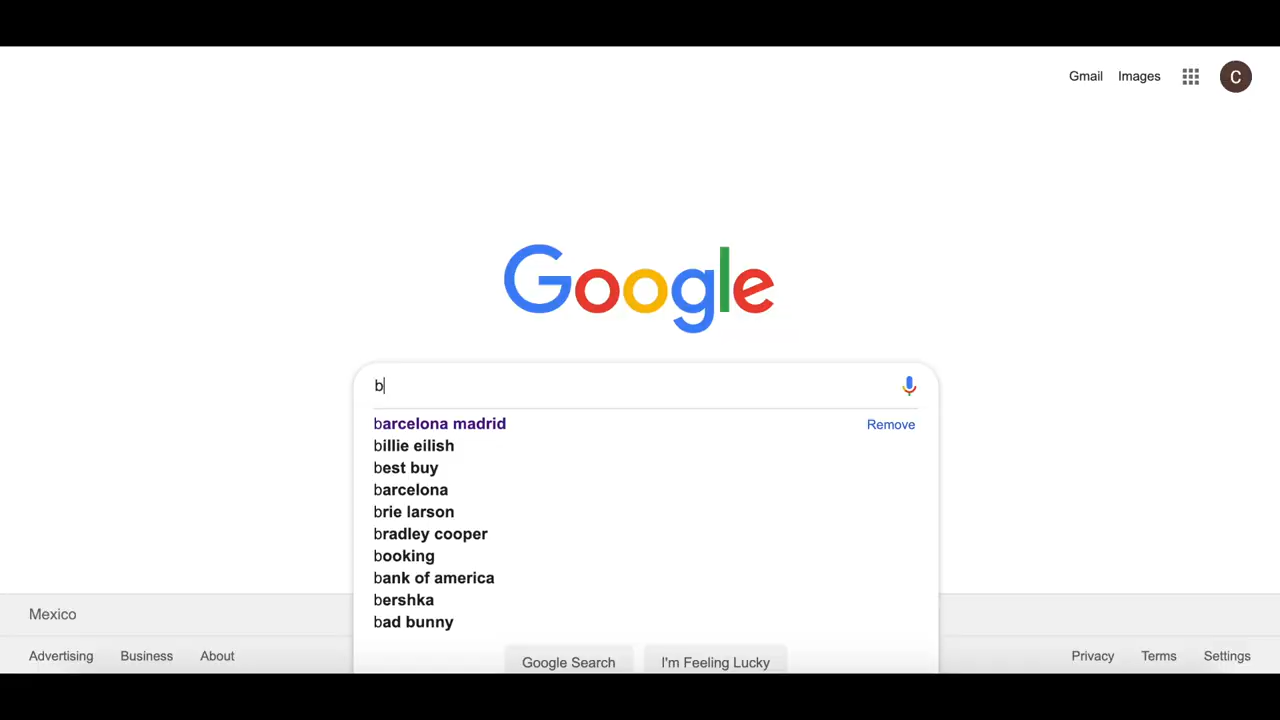 Gmail Images C
Google
b
barcelona madrid Remove
billie eilish
best buy
barcelona
brie larson
bradley cooper
booking
bank of america
bershka
bad bunny
Mexico
Google Search I'm Feeling Lucky
Advertising Business About Privacy Terms Settings